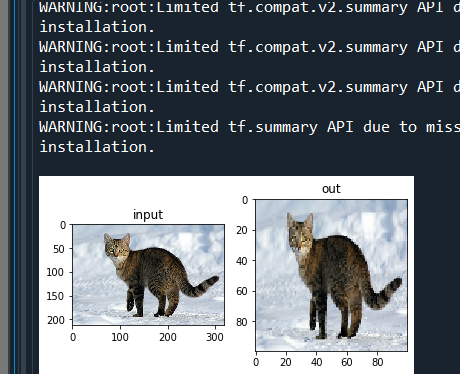 WARNING:root:Limited tf.compat.v2.summary API d
installation.
WARNING:root:Limited tf.compat.v2.summary API d
installation.
WARNING:root:Limited tf.compat.v2.summary API d
installation.
WARNING:root:Limited tf.summary API due to miss
installation.
input
out
0
50
100
150
200
0
100
200
300
0
20
40
60
80
0
20
40
60
80